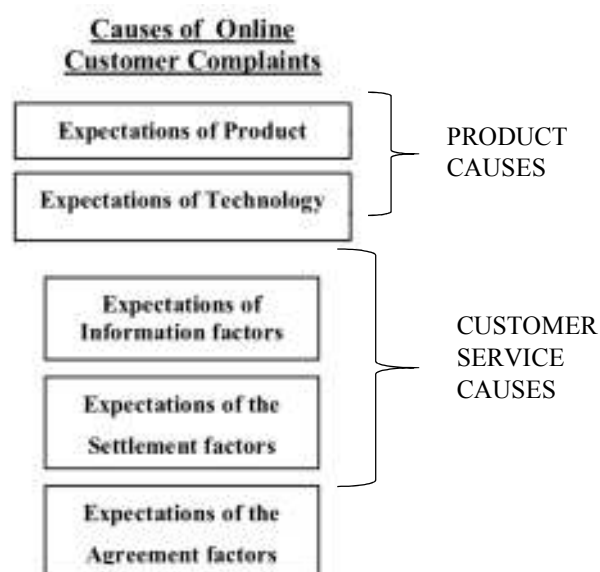 Causes of Online
Customer Complaints
Expectations of Product
PRODUCT
CAUSES
Expectations of Technology
Expectations of
Information factors
CUSTOMER
SERVICE
CAUSES
Expectations of the
Settlement factors
Expectations of the
Agreement factors